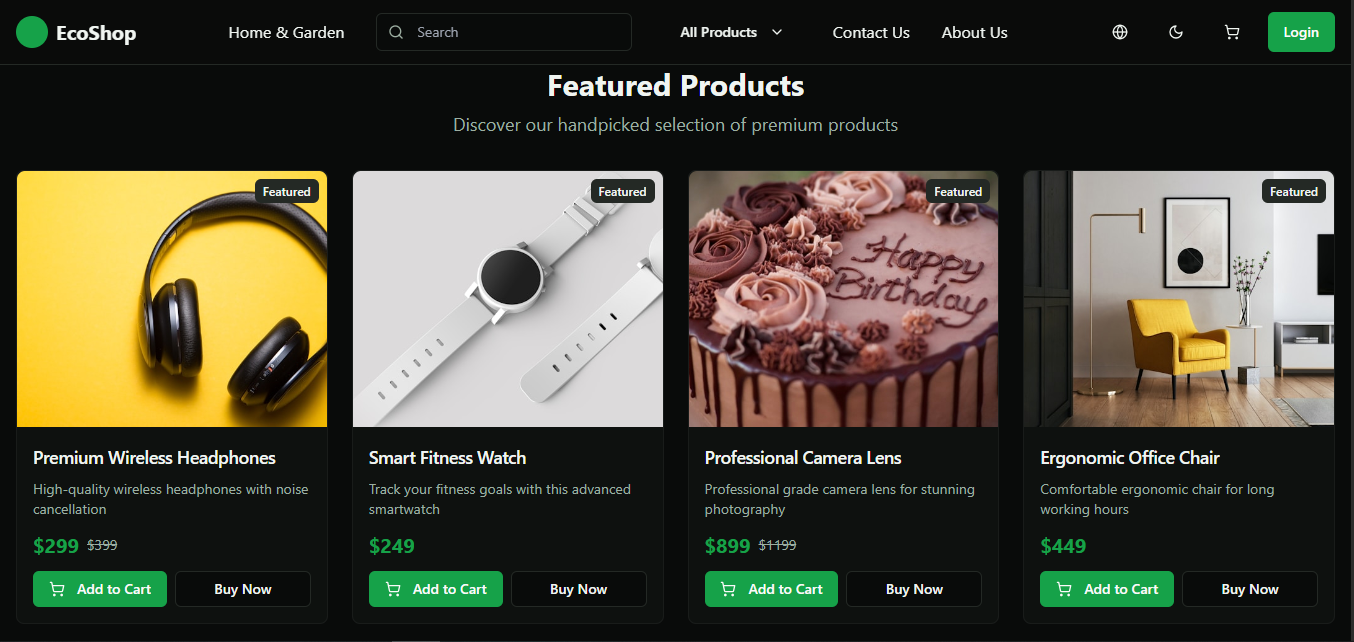 EcoShop
Home & Garden
Search
All Products
Contact Us
About Us
Login
Featured Products
Discover our handpicked selection of premium products
Featured
Featured
Happy
Birthday
Featured
Featured
Premium Wireless Headphones
High-quality wireless headphones with noise
cancellation
$299 $399
Add to Cart
Buy Now
Smart Fitness Watch
Track your fitness goals with this advanced
smartwatch
$249
Add to Cart
Buy Now
Professional Camera Lens
Professional grade camera lens for stunning
photography
$899 $1199
Add to Cart
Buy Now
Ergonomic Office Chair
Comfortable ergonomic chair for long
working hours
$449
Add to Cart
Buy Now